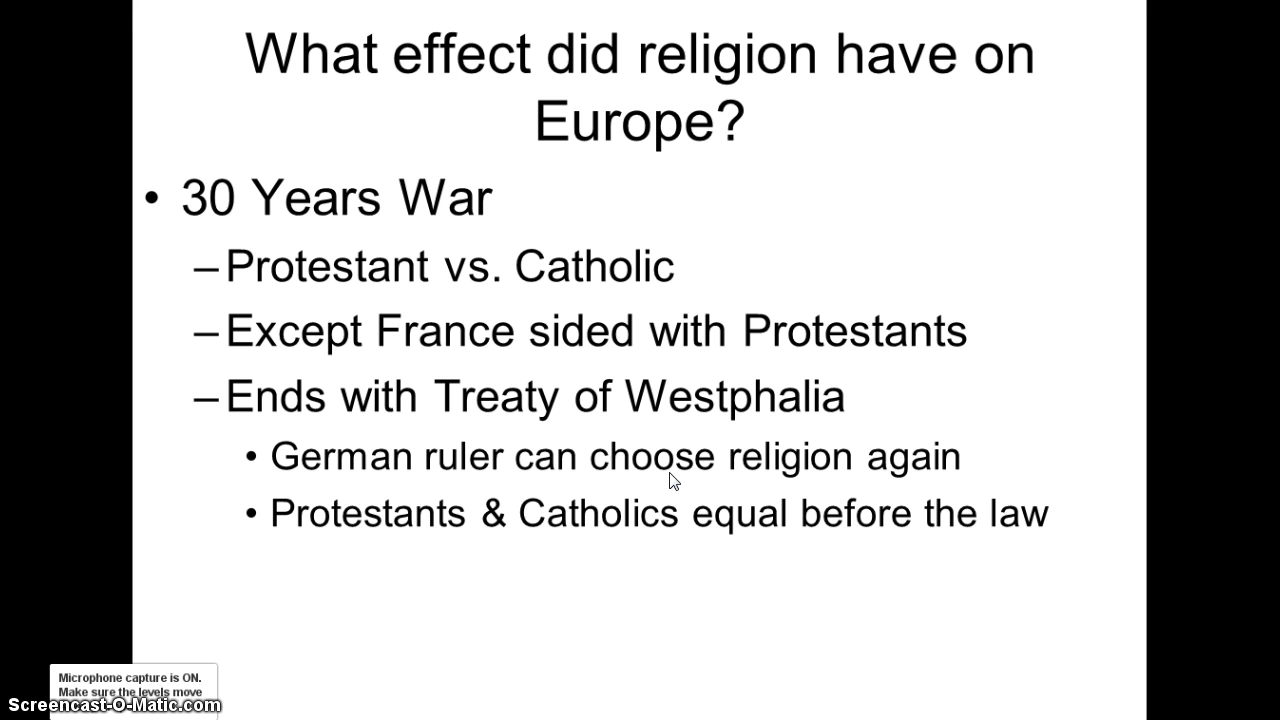 What effect did religion have on
Europe?
• 30 Years War
– Protestant vs. Catholic
– Except France sided with Protestants
– Ends with Treaty of Westphalia
• German ruler can choose religion again
• Protestants & Catholics equal before the law
Microphone capture is ON.
Make sure the levels move
Screencast-O-Matic.com